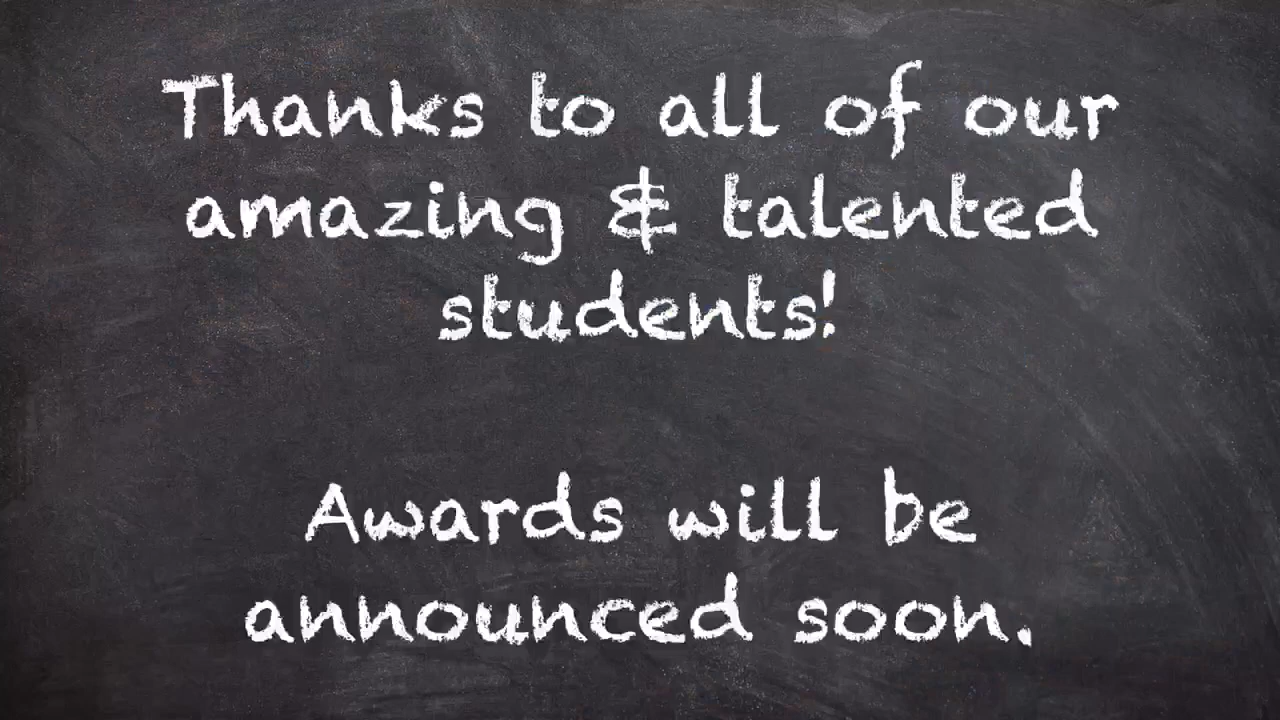 Thanks to all of our
amazing & talented
students!
Awards will be
announced soon.